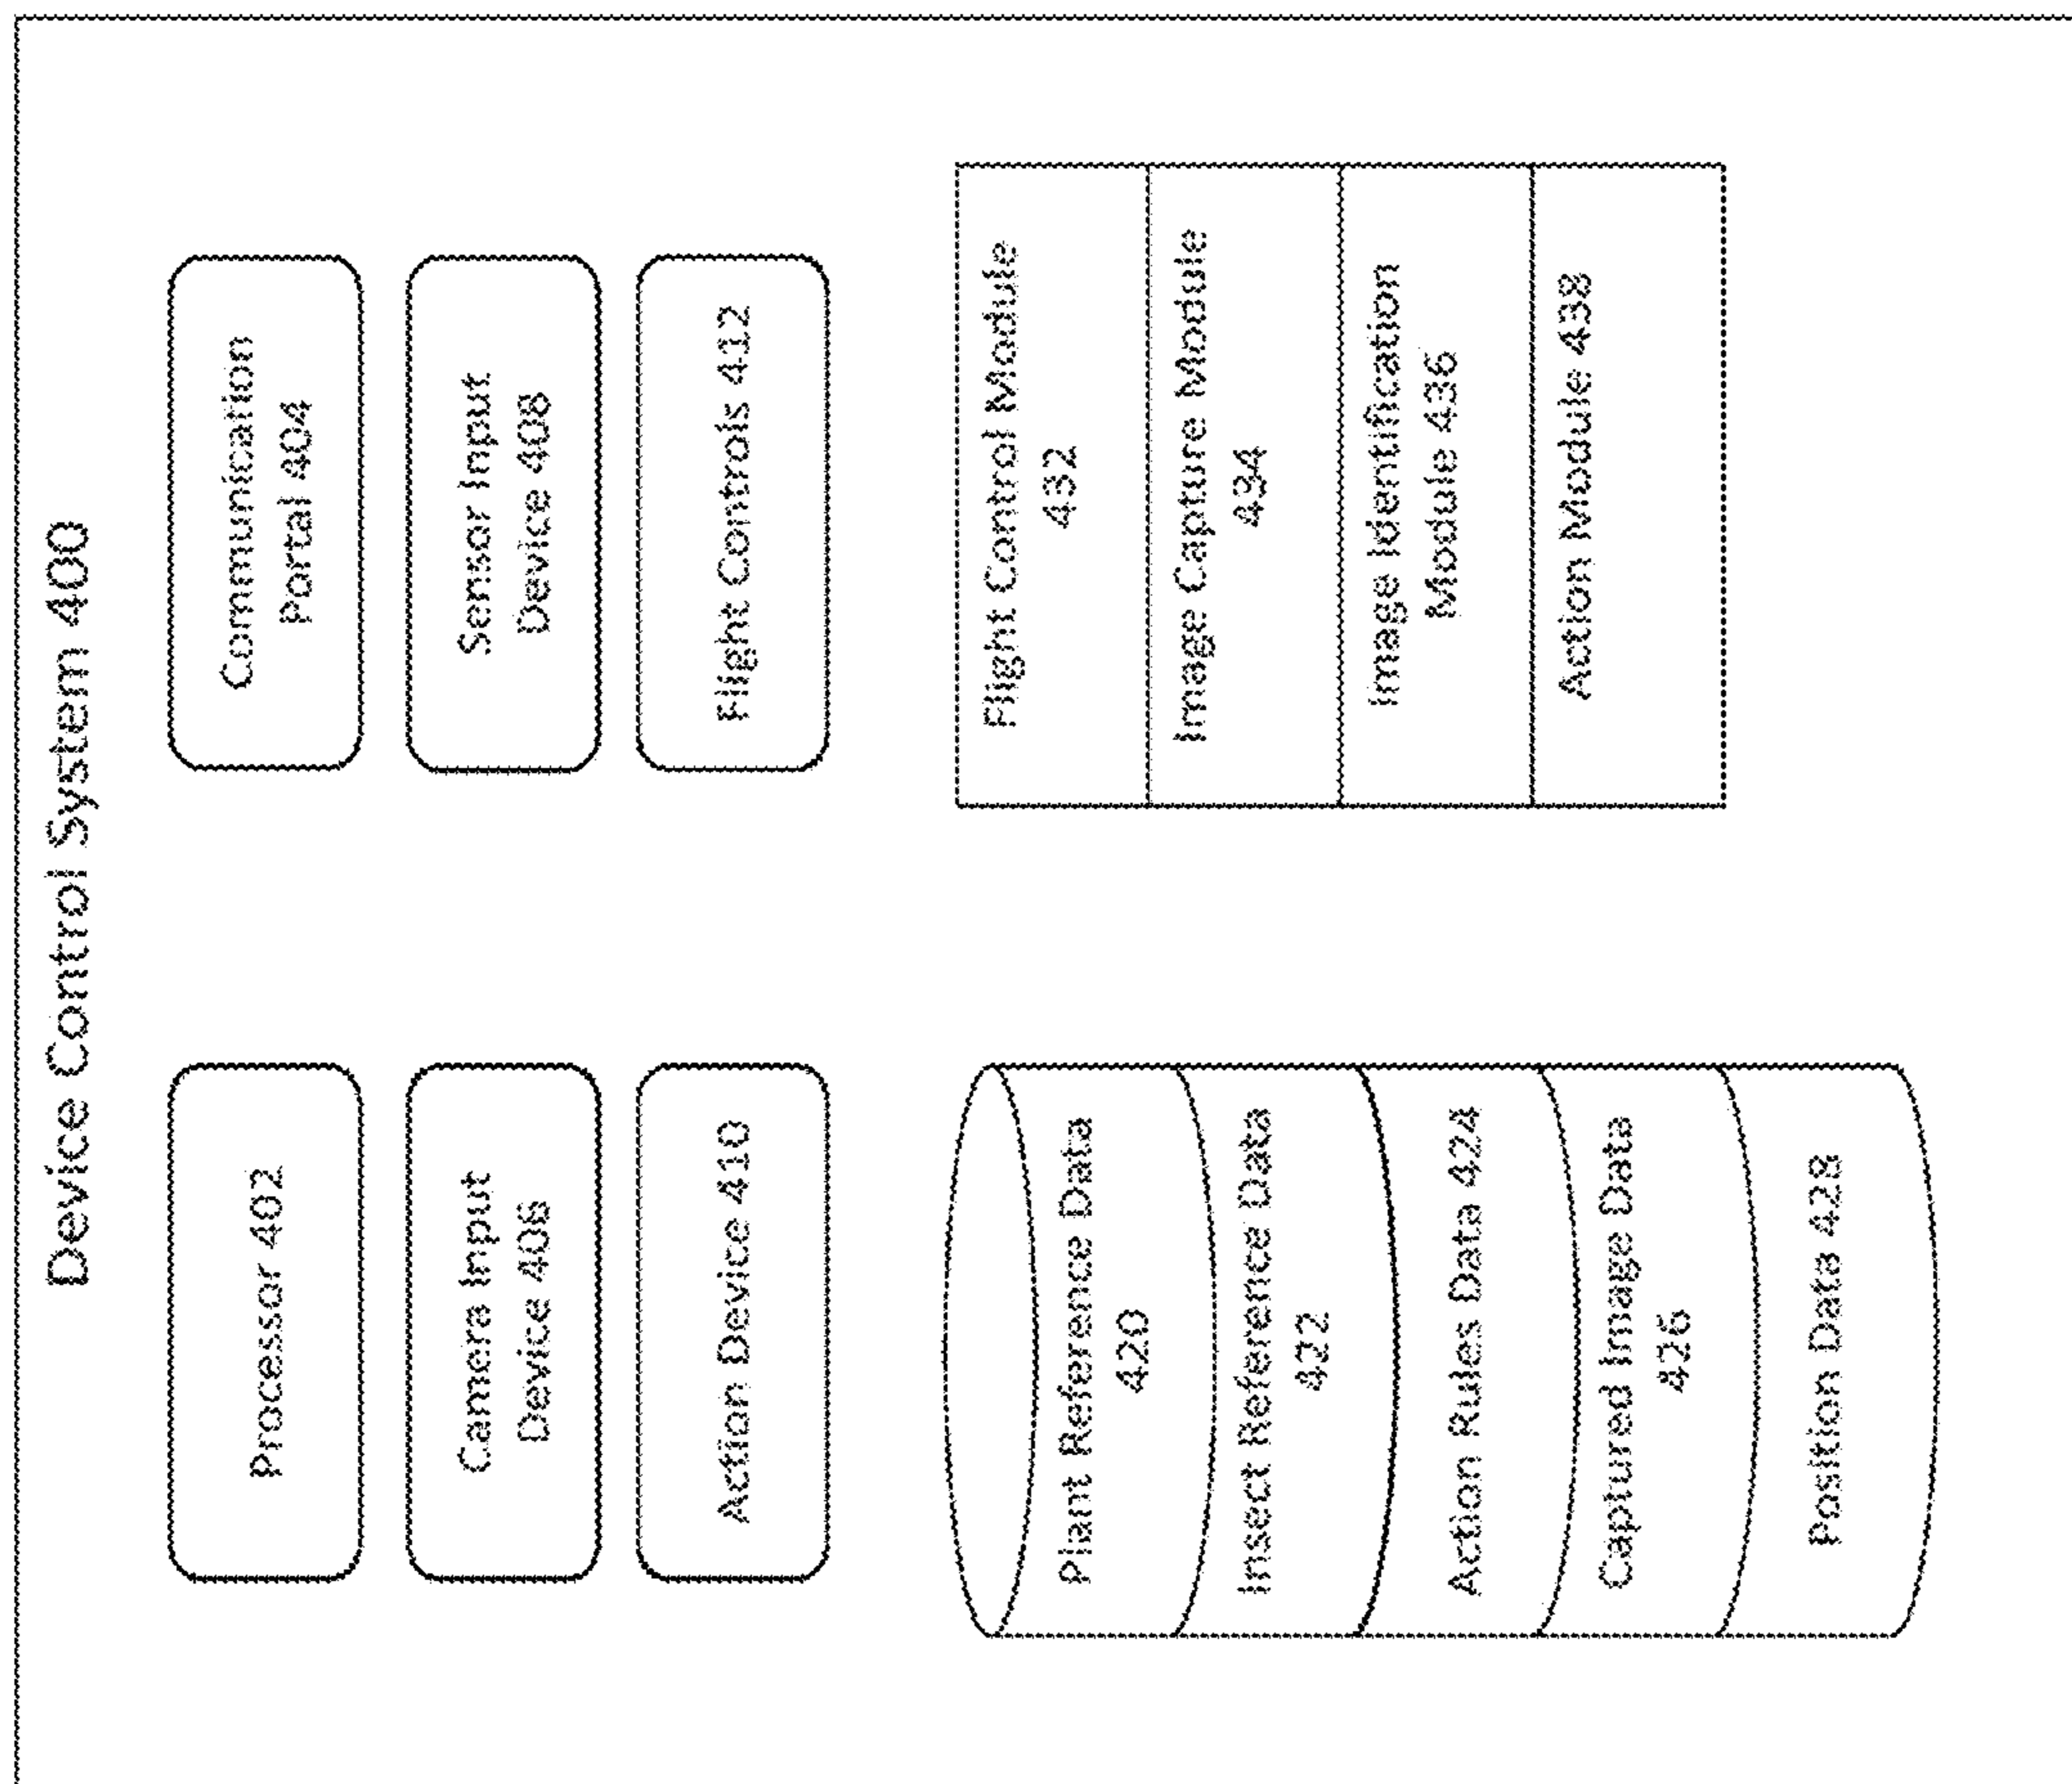 Device Control System 400
Processor 402
Communication
Portal 404
Camera Input
Device 406
Sensor Input
Device 408
Action Device 410
Flight Controls 412
Plant Reference Data
420
Insect Reference Data
422
Action Rules Data 424
Captured Image Data
426
Position Data 428
Flight Control Module
432
Image Capture Module
434
Image Identification
Module 436
Action Module 438